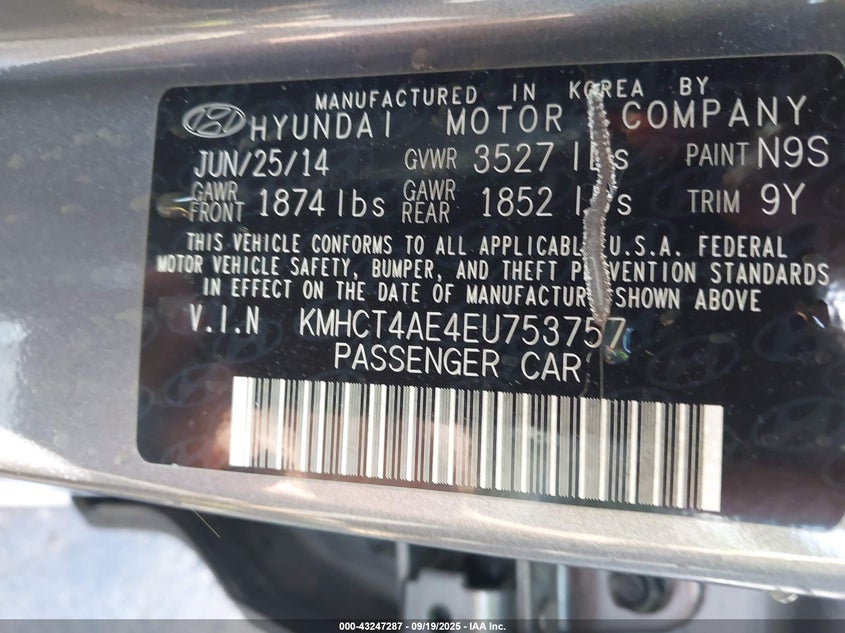 MANUFACTURED IN KOREA BY
HYUNDAI MOTOR COMPANY
JUN/25/14 GVWR 3527 lbs PAINT N9S
GAWR FRONT 1874 lbs GAWR REAR 1852 lbs TRIM 9Y
THIS VEHICLE CONFORMS TO ALL APPLICABLE U.S.A. FEDERAL
MOTOR VEHICLE SAFETY, BUMPER, AND THEFT PREVENTION STANDARDS
IN EFFECT ON THE DATE OF MANUFACTURE SHOWN ABOVE
V.I.N KMHCT4AE4EU753757
PASSENGER CAR
000-43247287 - 09/19/2025 - IAA